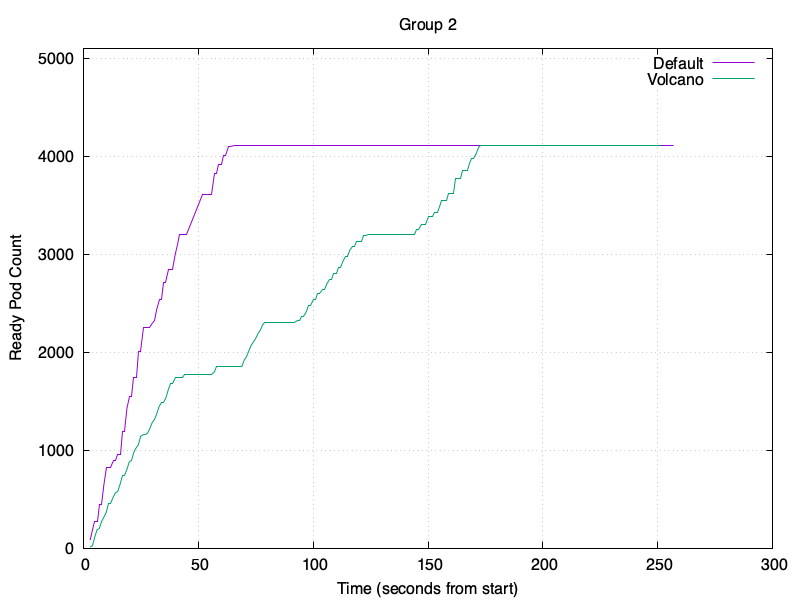 Group 2
Default
Volcano
5000
4000
3000
2000
1000
0
Ready Pod Count
0 50 100 150 200 250 300
Time (seconds from start)